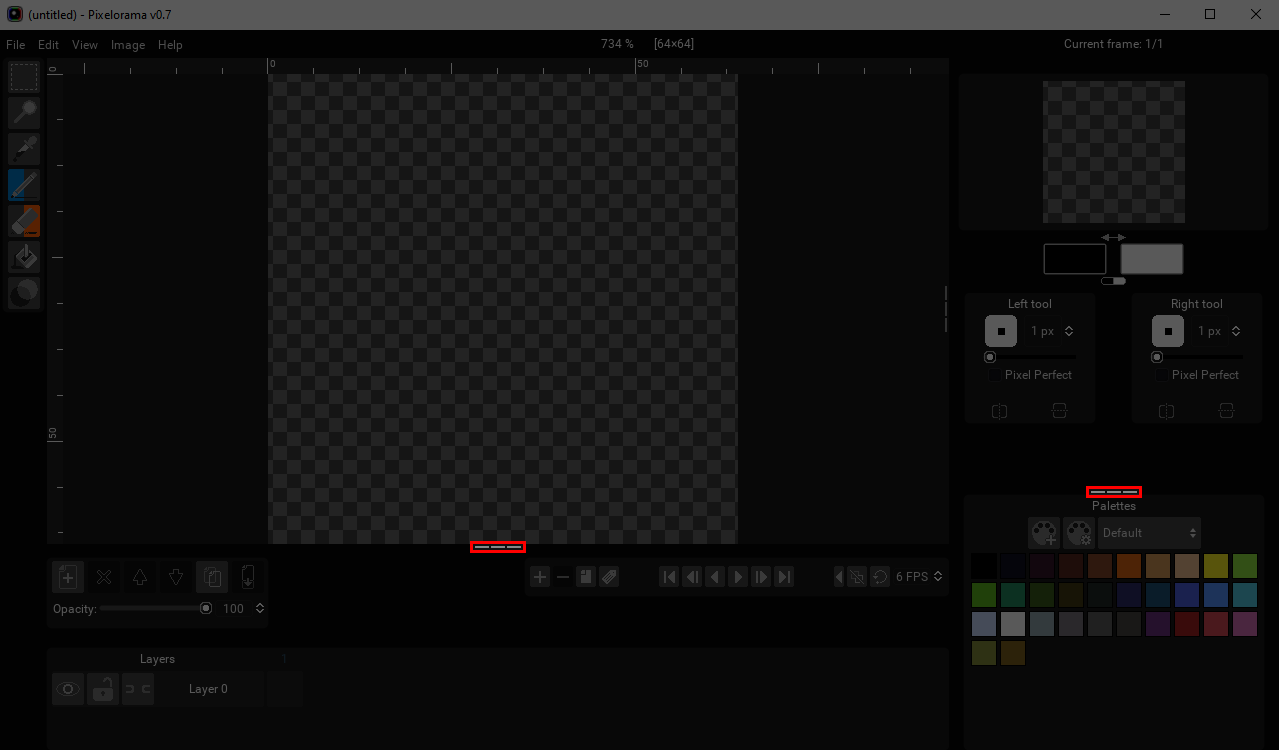 (untitled) - Pixelorama v0.7
File Edit View Image Help
734 % [64×64]
Current frame: 1/1
0 50
0
50
Left tool
1 px
Pixel Perfect
Right tool
1 px
Pixel Perfect
Palettes
Default
6 FPS
Opacity: 100
Layers 1
Layer 0